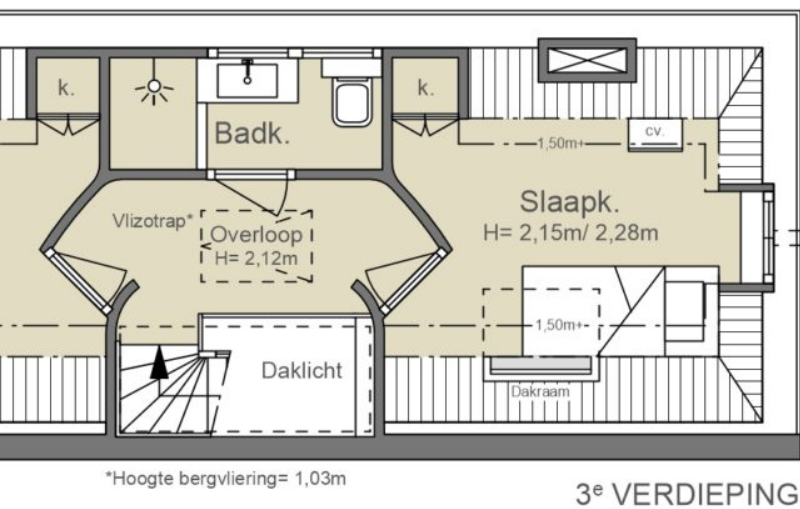 k.
k.
Badk.
cv.
1,50m+
Vlizotrap*
Slaapk.
H= 2,15m/ 2,28m
Overloop
H= 2,12m
1,50m+
Daklicht
Dakraam
*Hoogte bergvliering= 1,03m
3e VERDIEPING